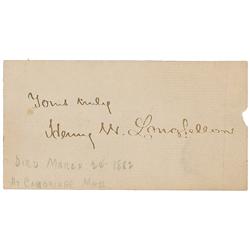 Yours truly
Henry W. Longfellow
Died March 24 1882
At Cambridge Mass